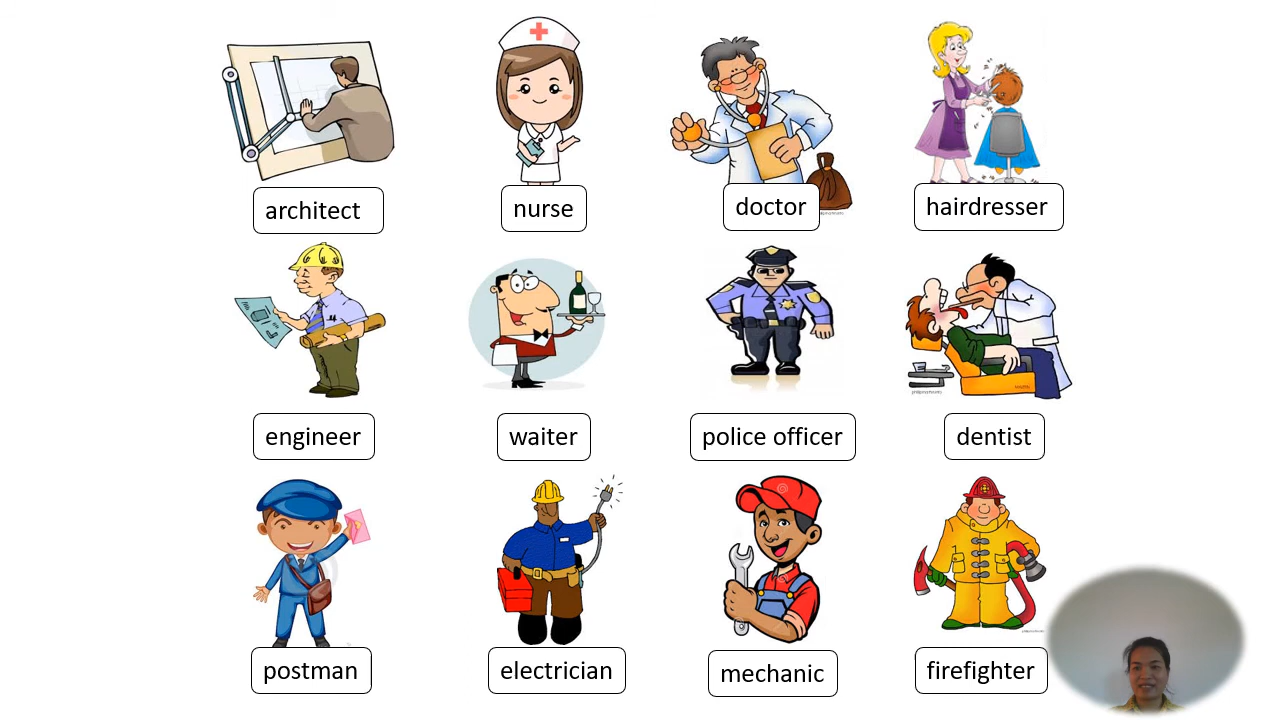 architect
nurse
doctor
hairdresser
engineer
waiter
police officer
dentist
postman
electrician
mechanic
firefighter